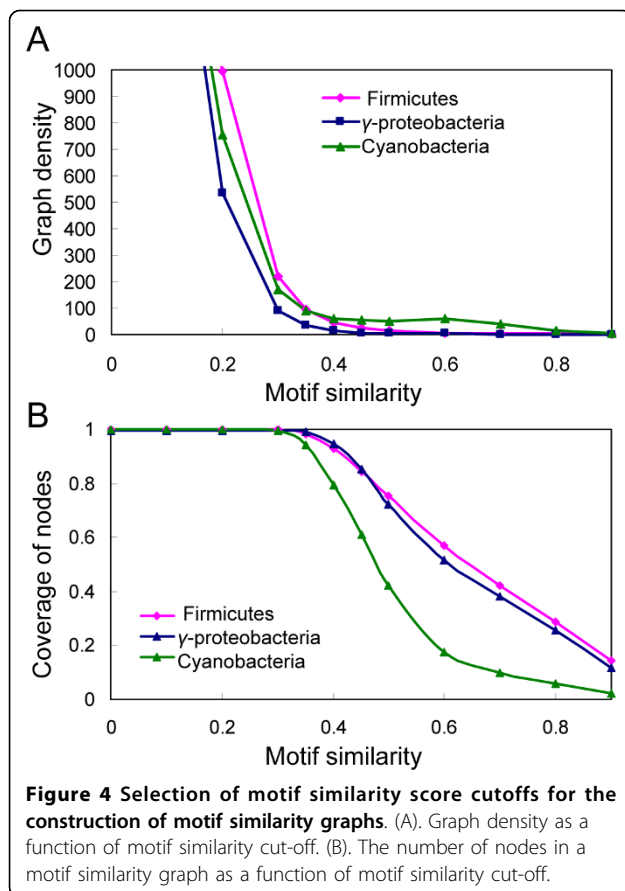 A
Graph density
1000
900
800
700
600
500
400
300
200
100
0
Firmicutes
γ-proteobacteria
Cyanobacteria
0 0.2 0.4 0.6 0.8
Motif similarity
B
Coverage of nodes
1
0.8
0.6
0.4
0.2
0
Firmicutes
γ-proteobacteria
Cyanobacteria
0 0.2 0.4 0.6 0.8
Motif similarity
Figure 4 Selection of motif similarity score cutoffs for the
construction of motif similarity graphs. (A). Graph density as a
function of motif similarity cut-off. (B). The number of nodes in a
motif similarity graph as a function of motif similarity cut-off.